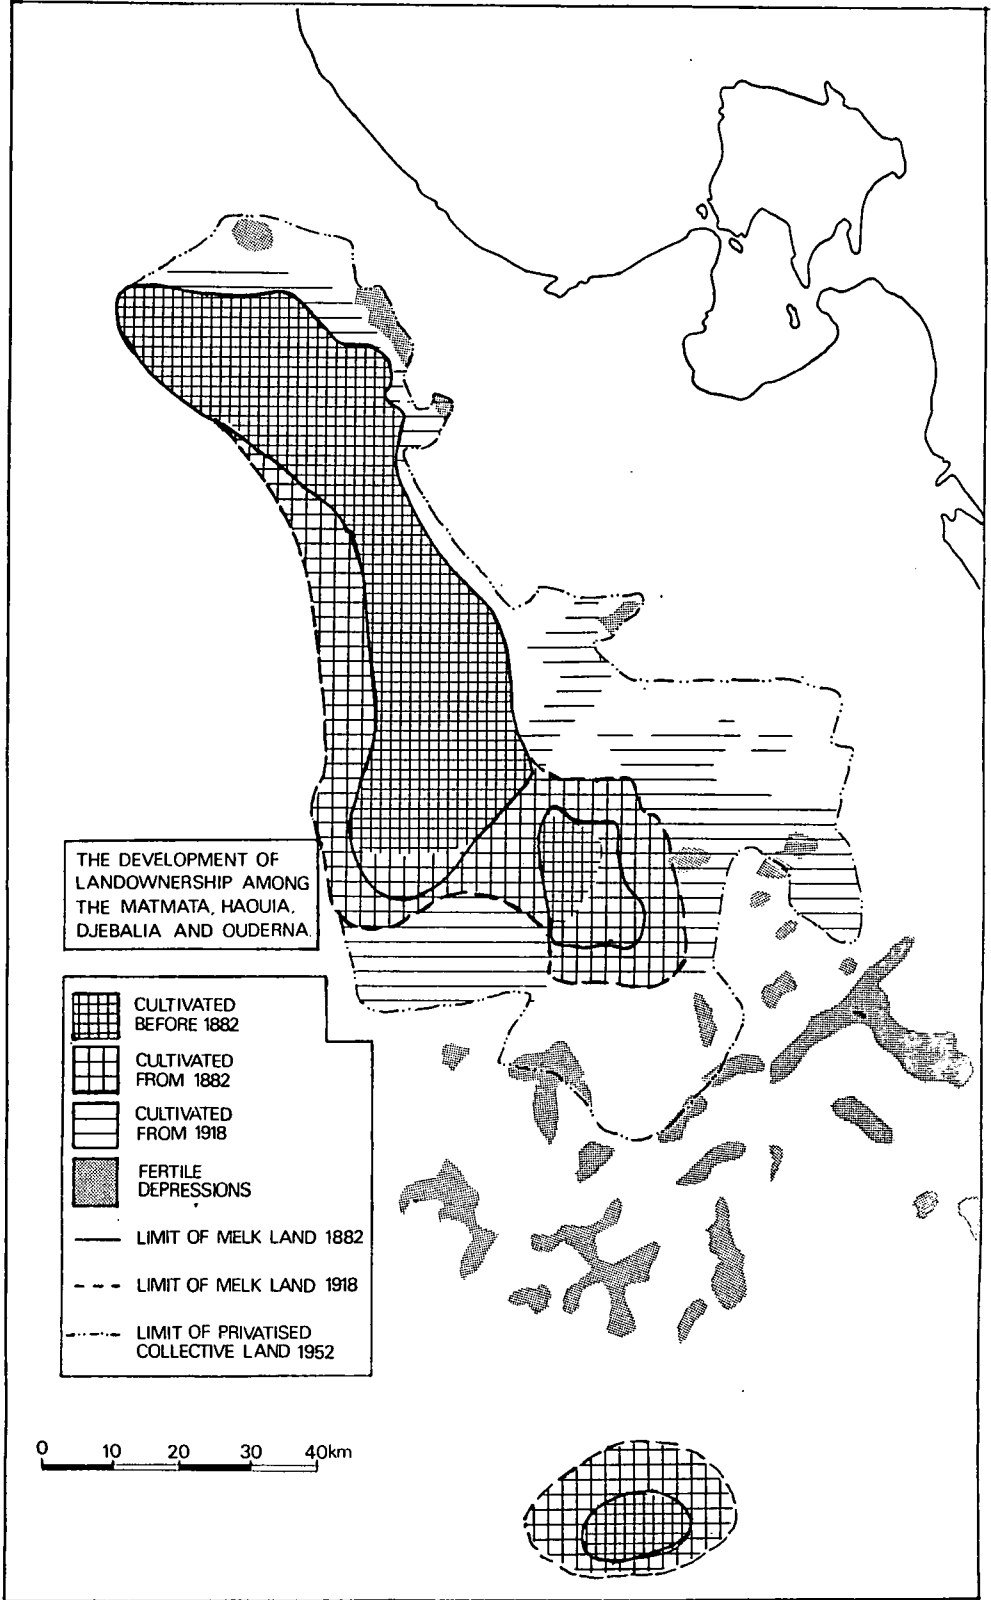 THE DEVELOPMENT OF
LANDOWNERSHIP AMONG
THE MATMATA, HAOUIA,
DJEBALIA AND OUDERNA.
CULTIVATED
BEFORE 1882
CULTIVATED
FROM 1882
CULTIVATED
FROM 1918
FERTILE
DEPRESSIONS
LIMIT OF MELK LAND 1882
LIMIT OF MELK LAND 1918
LIMIT OF PRIVATISED
COLLECTIVE LAND 1952
0 10 20 30 40km